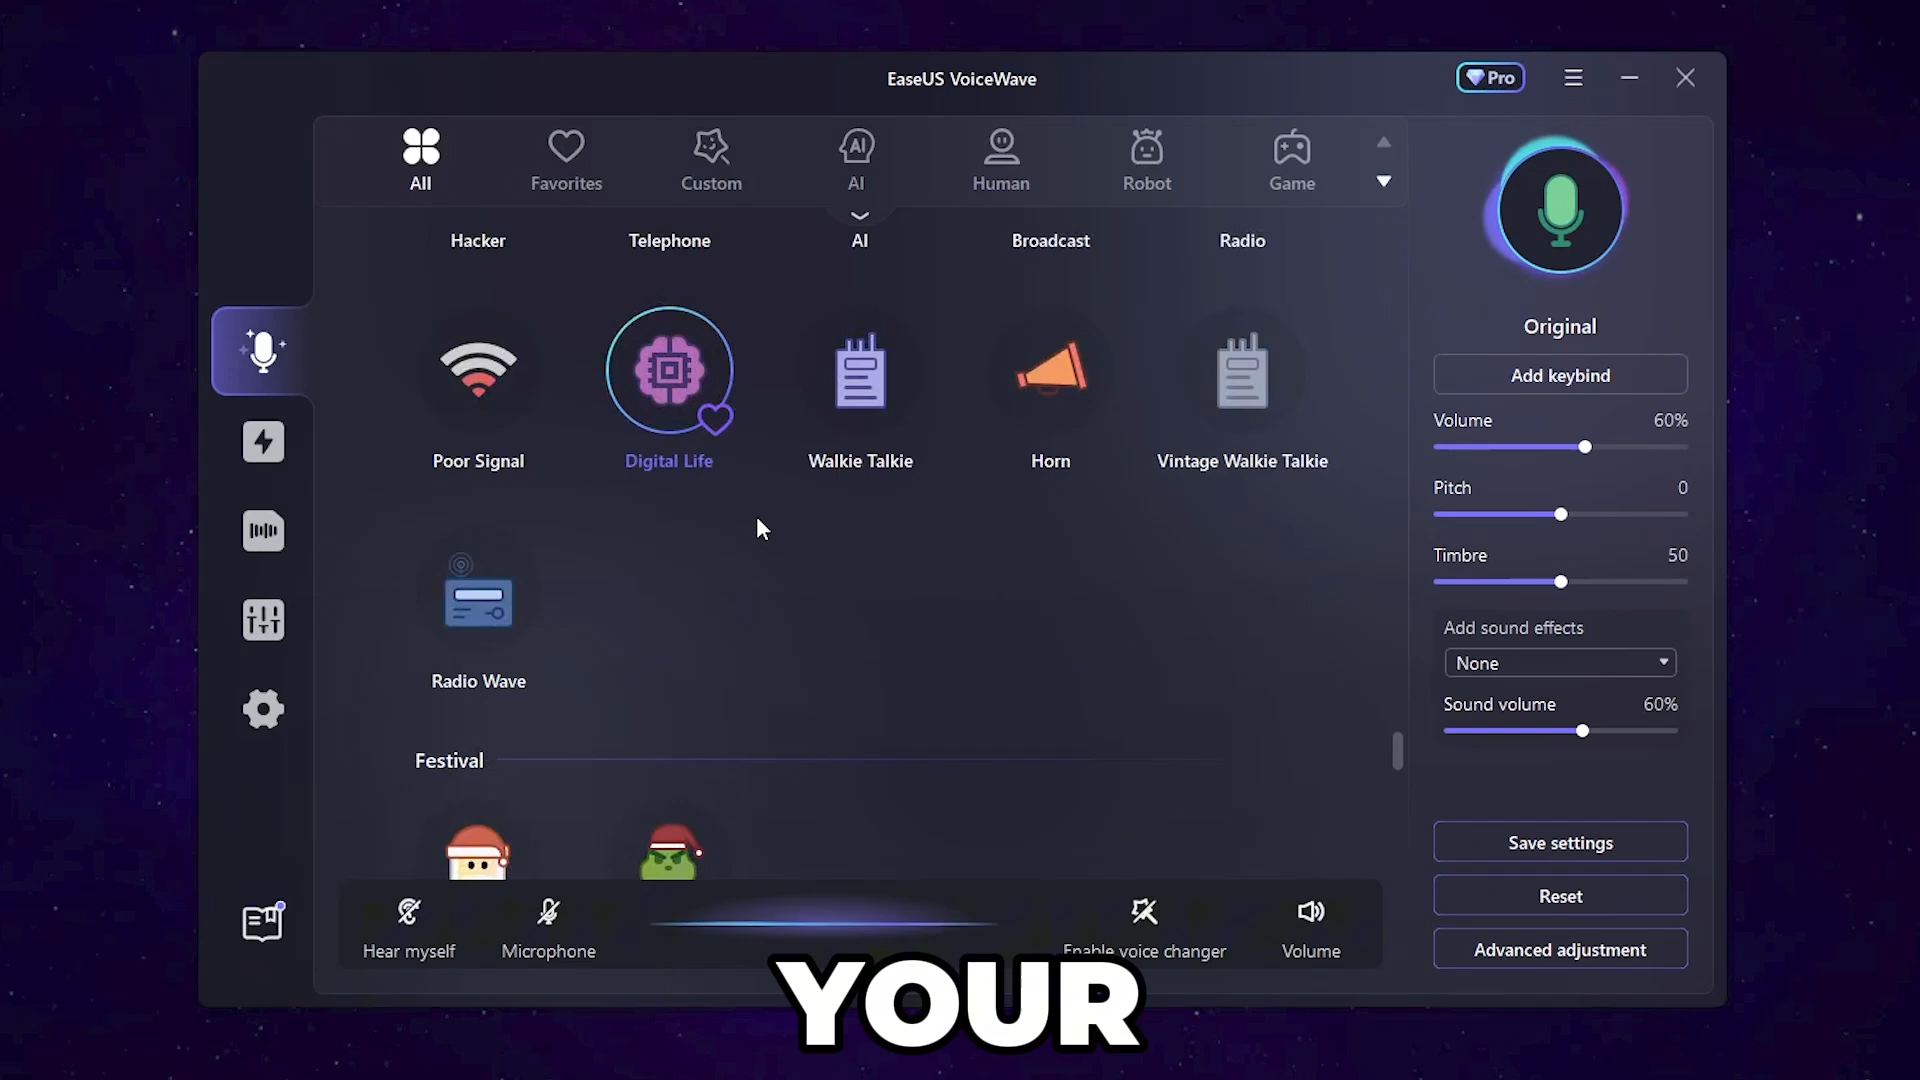 EaseUS VoiceWave
Pro
All
Favorites
Custom
AI
AI
Human
Robot
Game
Hacker
Telephone
AI
Broadcast
Radio
Poor Signal
Digital Life
Walkie Talkie
Horn
Vintage Walkie Talkie
Radio Wave
Festival
Original
Add keybind
Volume 60%
Pitch 0
Timbre 50
Add sound effects
None
Sound volume 60%
Save settings
Reset
Advanced adjustment
Hear myself
Microphone
Enable voice changer
Volume
YOUR